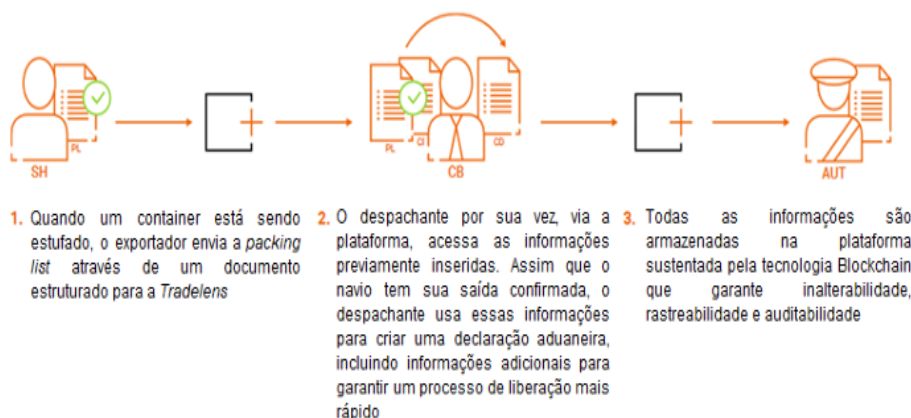 PL
CI
PL
CD
SH
CB
AUT
1. Quando um container está sendo
estufado, o exportador envia a packing
list através de um documento
estruturado para a Tradelens
2. O despachante por sua vez, via a
plataforma, acessa as informações
previamente inseridas. Assim que o
navio tem sua saída confirmada, o
despachante usa essas informações
para criar uma declaração aduaneira,
incluindo informações adicionais para
garantir um processo de liberação mais
rápido
3. Todas as informações são
armazenadas na plataforma
sustentada pela tecnologia Blockchain
que garante inalterabilidade,
rastreabilidade e auditabilidade